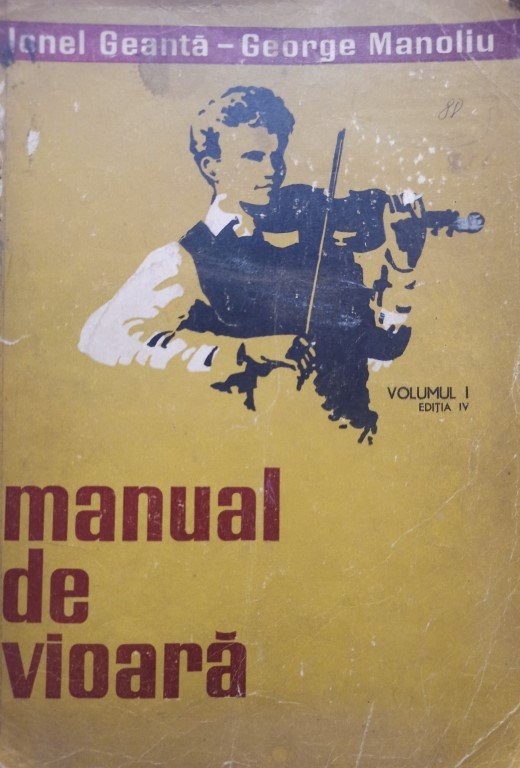 Ionel Geantă – George Manoliu
VOLUMUL I
EDIȚIA IV
manual
de
vioară